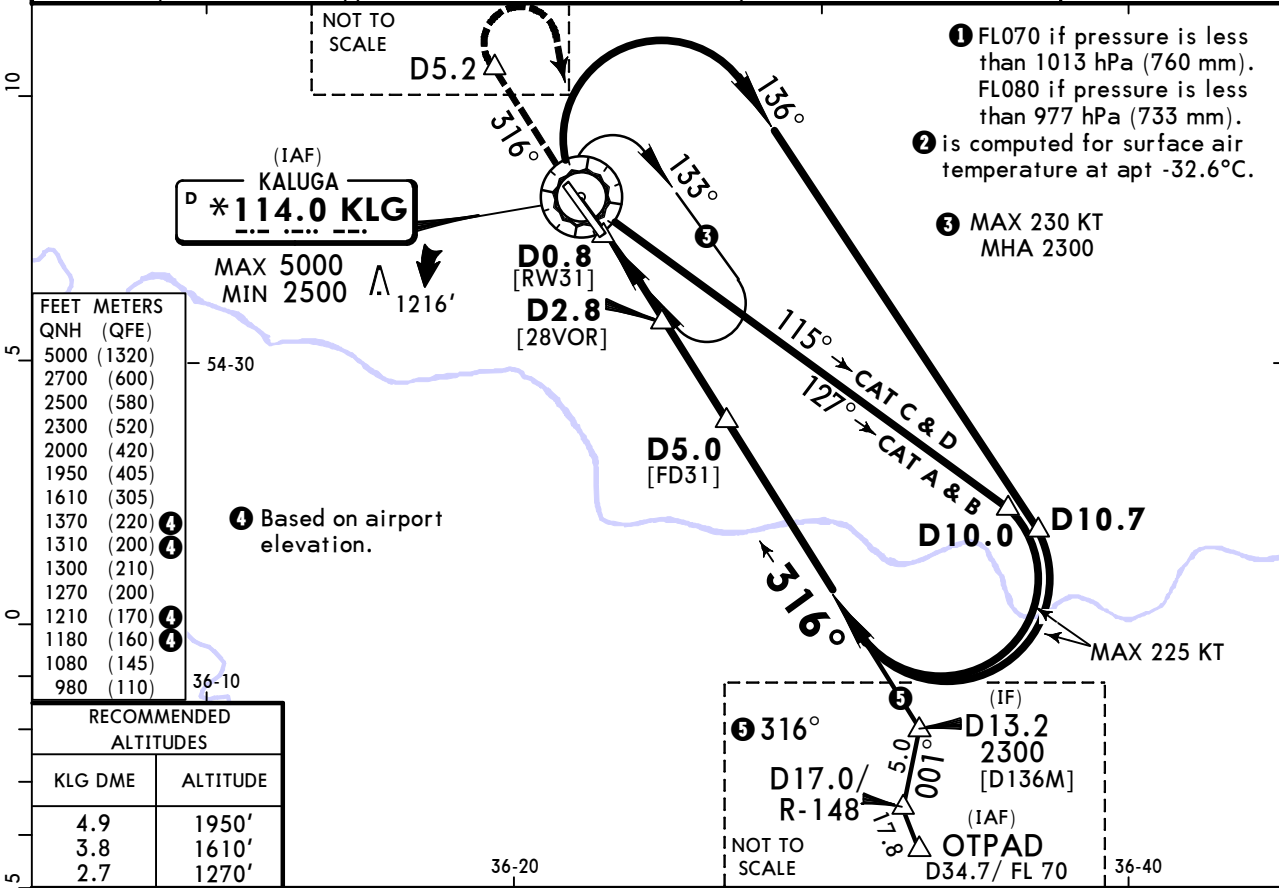 NOT TO
SCALE
D5.2
316°
136°
❶ FL070 if pressure is less
than 1013 hPa (760 mm).
FL080 if pressure is less
than 977 hPa (733 mm).
❷ is computed for surface air
temperature at apt -32.6°C.
❸ MAX 230 KT
MHA 2300
10
(IAF)
KALUGA
D *114.0 KLG
MAX 5000
MIN 2500
1216'
133°
❸
D0.8
[RW31]
D2.8
[28VOR]
115° → CAT C & D
127° → CAT A & B
D5.0
[FD31]
D10.0
D10.7
5
54-30
FEET METERS
QNH (QFE)
5000 (1320)
2700 (600)
2500 (580)
2300 (520)
2000 (420)
1950 (405)
1610 (305)
1370 (220) ❹
1310 (200) ❹
1300 (210)
1270 (200)
1210 (170) ❹
1180 (160) ❹
1080 (145)
980 (110)
❹ Based on airport
elevation.
0
316°
MAX 225 KT
36-10
RECOMMENDED
ALTITUDES
KLG DME ALTITUDE
4.9 1950'
3.8 1610'
2.7 1270'
❺
❺ 316°
(IF)
D13.2
2300
[D136M]
5.0
001°
D17.0/
R-148
17.8
(IAF)
OTPAD
D34.7/ FL 70
NOT TO
SCALE
36-20
36-40
5